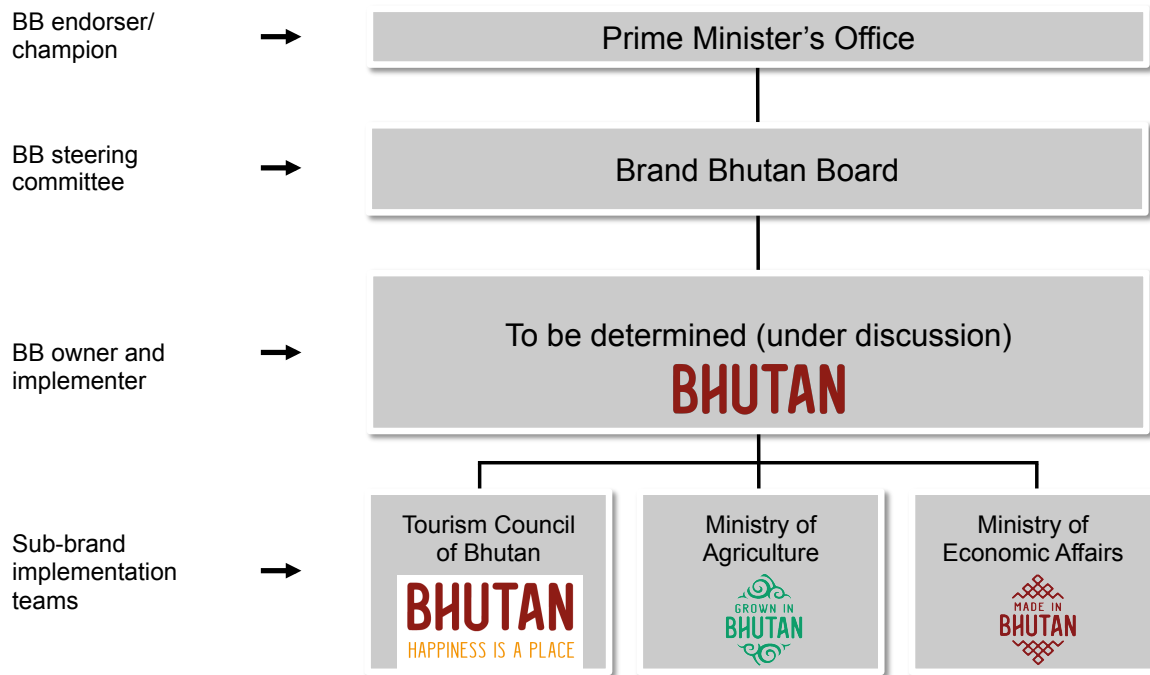 BB endorser/
champion
Prime Minister’s Office
BB steering
committee
Brand Bhutan Board
BB owner and
implementer
To be determined (under discussion)
BHUTAN
Sub-brand
implementation
teams
Tourism Council
of Bhutan
BHUTAN
HAPPINESS IS A PLACE
Ministry of
Agriculture
GROWN IN
BHUTAN
Ministry of
Economic Affairs
MADE IN
BHUTAN